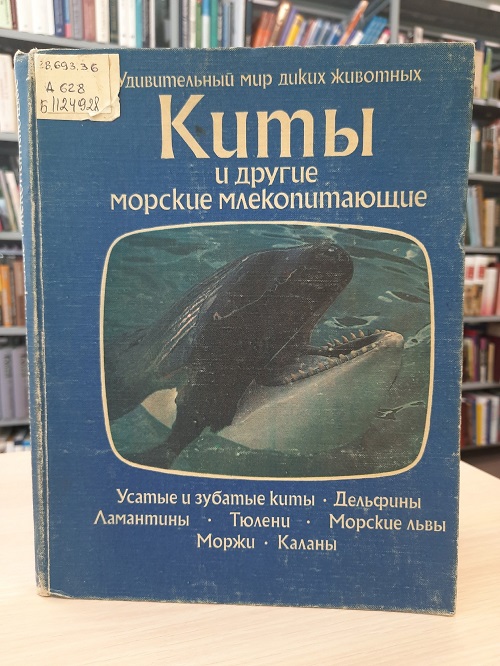 28.693.36
А 628
Б/1124928
Удивительный мир диких животных
Киты
и другие
морские млекопитающие
Усатые и зубатые киты · Дельфины
Ламантины · Тюлени · Морские львы
Моржи · Каланы